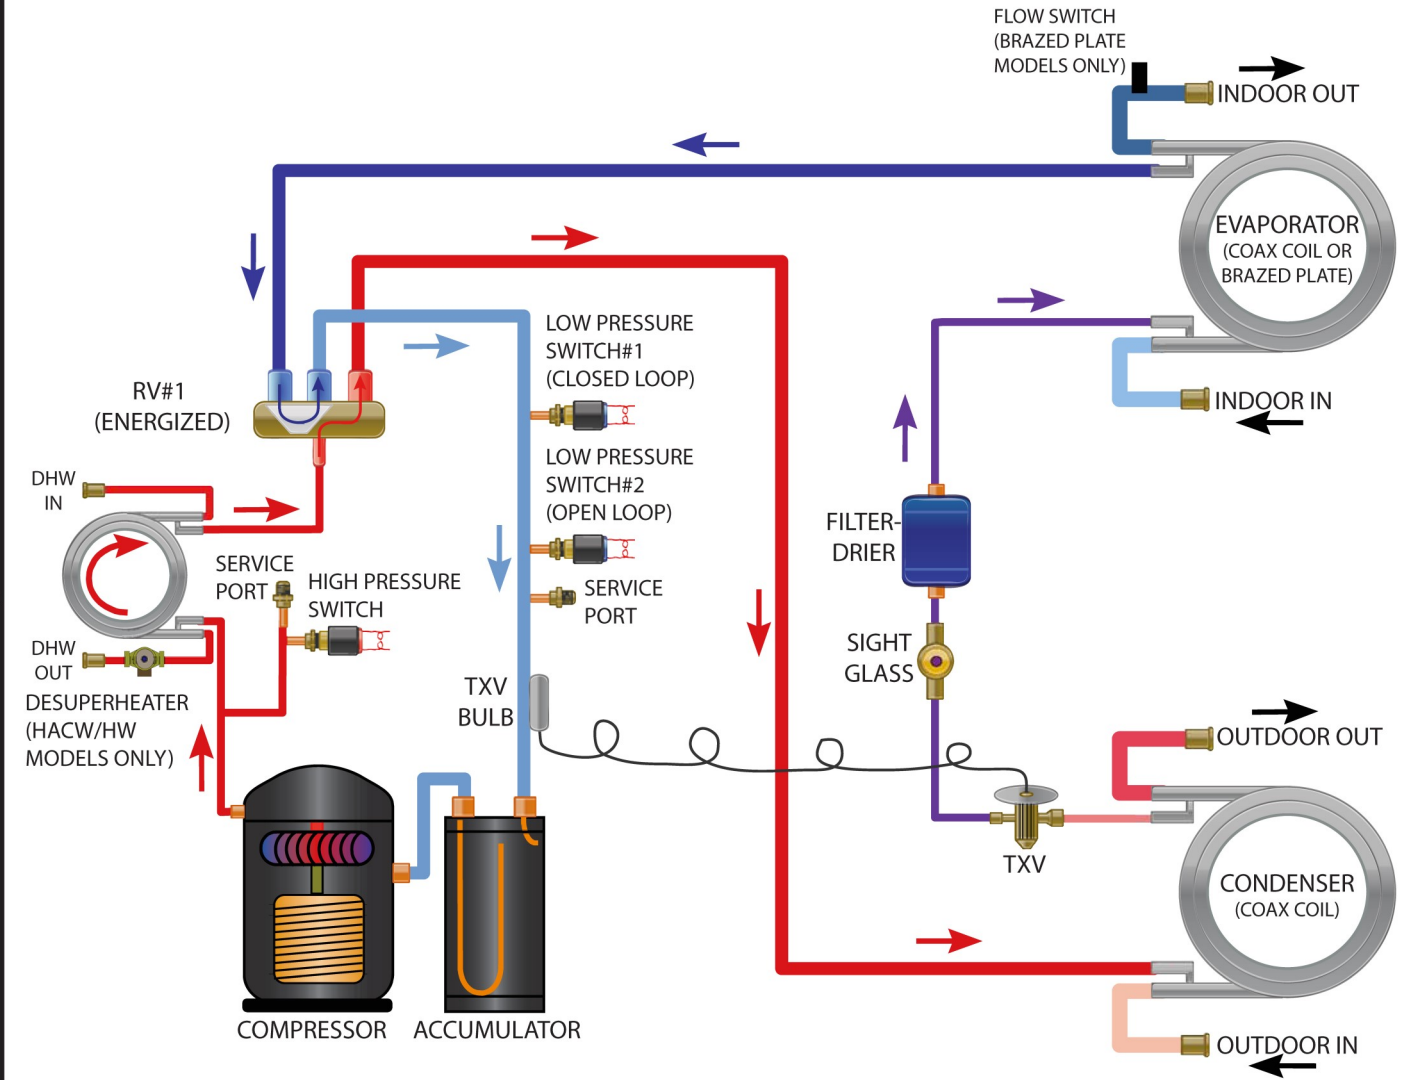 FLOW SWITCH
(BRAZED PLATE
MODELS ONLY)
INDOOR OUT
EVAPORATOR
(COAX COIL OR
BRAZED PLATE)
INDOOR IN
LOW PRESSURE
SWITCH#1
(CLOSED LOOP)
RV#1
(ENERGIZED)
LOW PRESSURE
SWITCH#2
(OPEN LOOP)
DHW
IN
FILTER-
DRIER
SERVICE
PORT
HIGH PRESSURE
SWITCH
SERVICE
PORT
DHW
OUT
SIGHT
GLASS
DESUPERHEATER
(HACW/HW
MODELS ONLY)
TXV
BULB
OUTDOOR OUT
TXV
CONDENSER
(COAX COIL)
COMPRESSOR
ACCUMULATOR
OUTDOOR IN